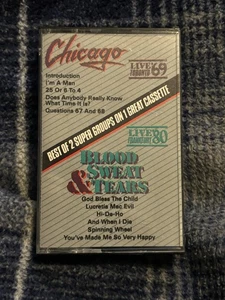 Chicago
LIVE
TORONTO '69
Introduction
I'm A Man
25 Or 6 To 4
Does Anybody Really Know
What Time It Is?
Questions 67 And 68
BEST OF 2 SUPER GROUPS ON 1 GREAT CASSETTE
LIVE
FRANKFURT '80
BLOOD
SWEAT
& TEARS
God Bless The Child
Lucretia Mac Evil
Hi-De-Ho
And When I Die
Spinning Wheel
You've Made Me So Very Happy